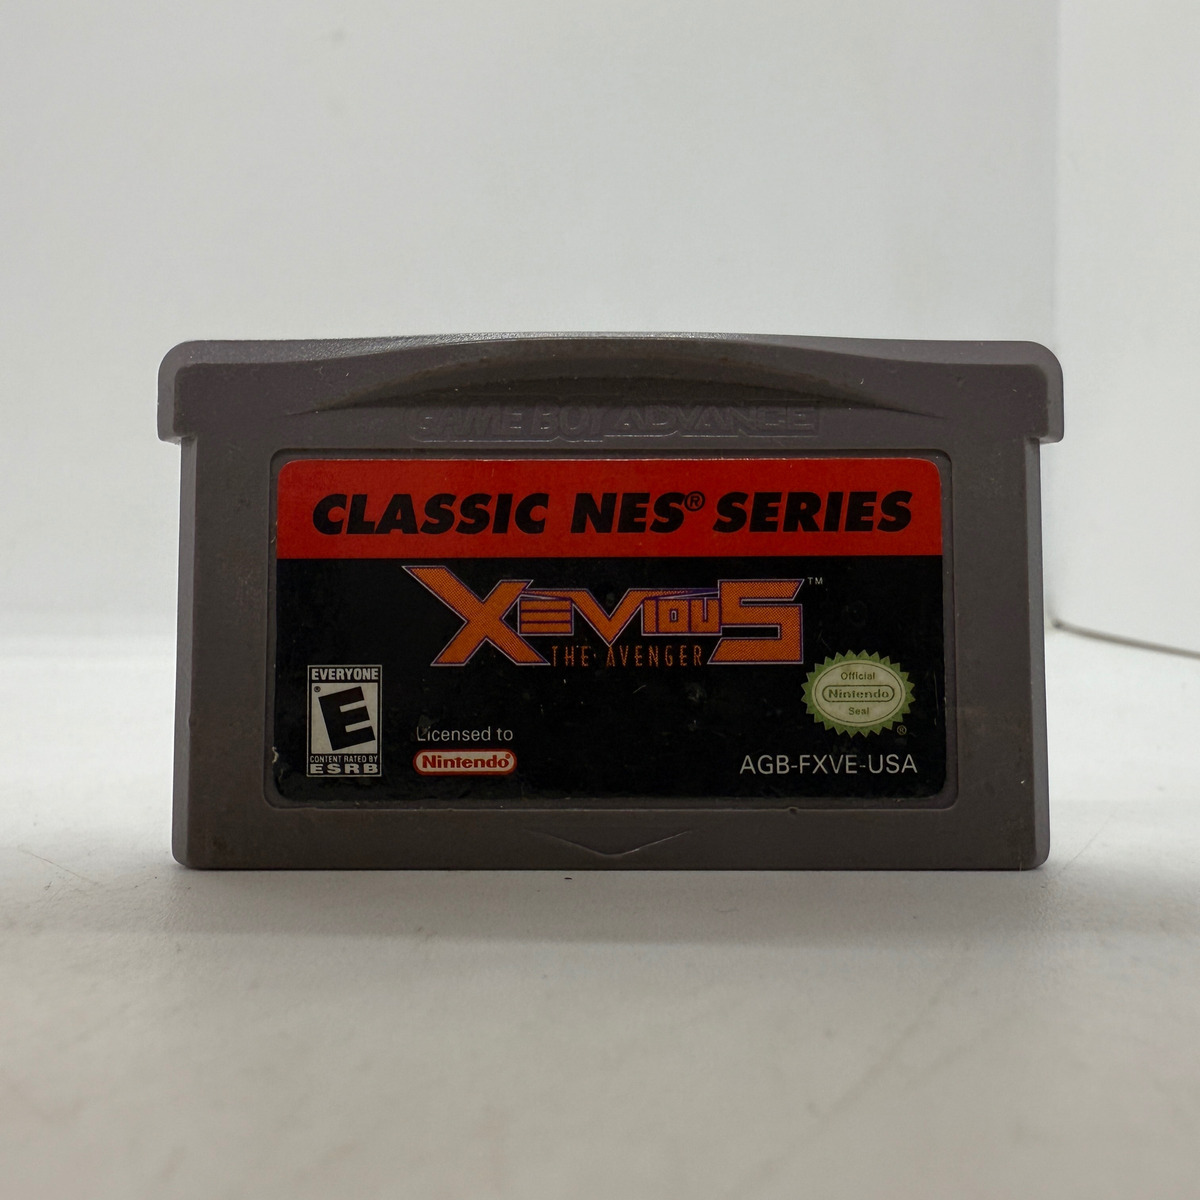 GAME BOY ADVANCE
CLASSIC NES® SERIES
XEVIOUS™
THE AVENGER
EVERYONE
E®
CONTENT RATED BY
ESRB
Licensed to
Nintendo®
Official
Nintendo
Seal
®
AGB-FXVE-USA